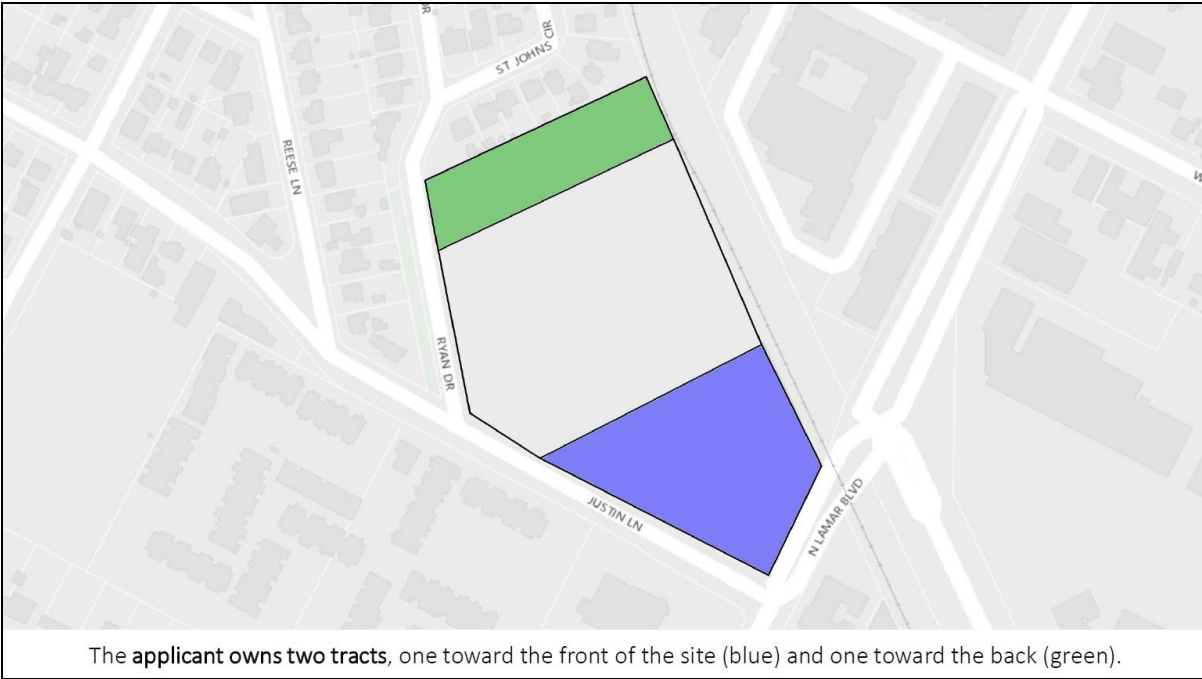 DR
ST JOHNS
CIR
REESE LN
RYAN DR
JUSTIN LN
N LAMAR BLVD
W
The applicant owns two tracts, one toward the front of the site (blue) and one toward the back (green).